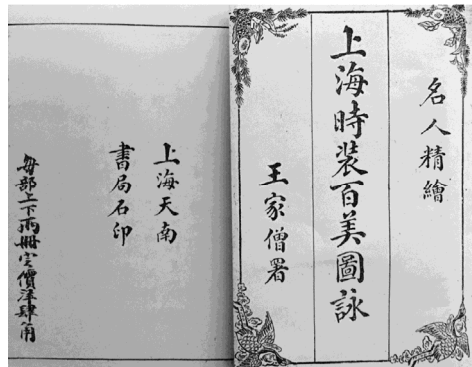 名人精繪
上海時装百美圖詠
王家僧署
上海天南
書局石印
每部上下兩冊定價洋肆角